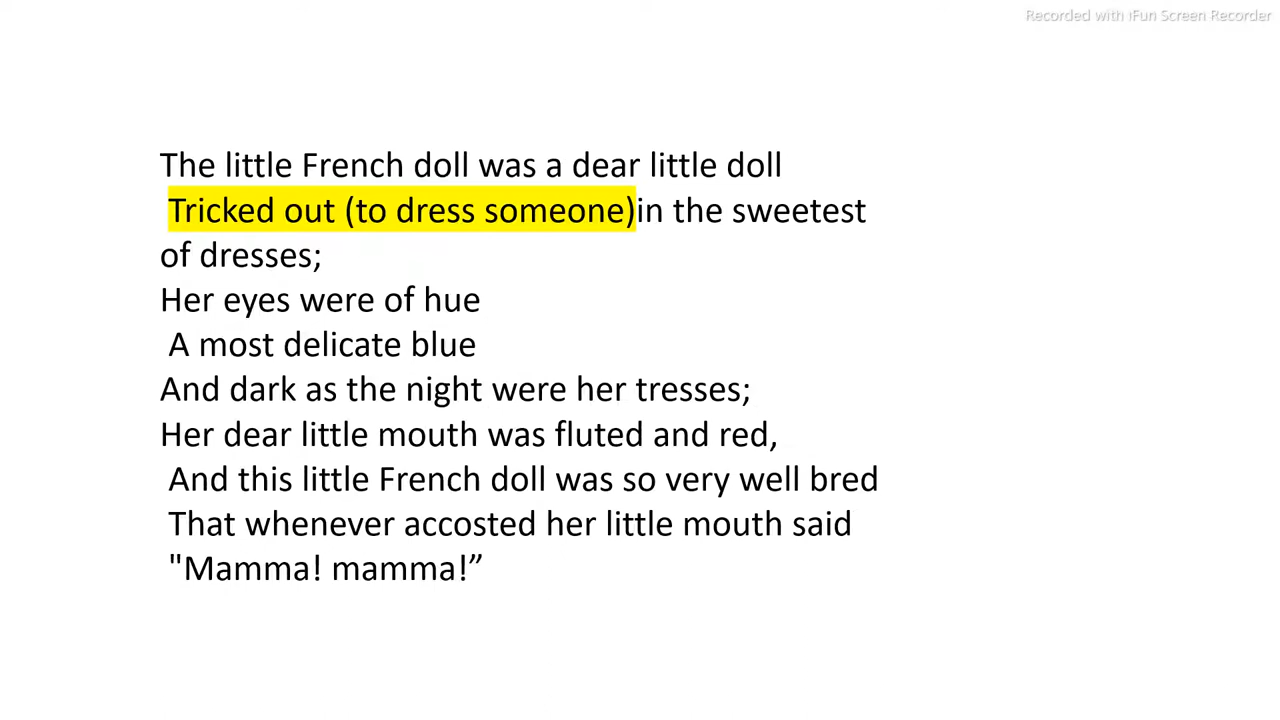 Recorded with iFun Screen Recorder
The little French doll was a dear little doll
Tricked out (to dress someone)in the sweetest
of dresses;
Her eyes were of hue
A most delicate blue
And dark as the night were her tresses;
Her dear little mouth was fluted and red,
And this little French doll was so very well bred
That whenever accosted her little mouth said
"Mamma! mamma!”